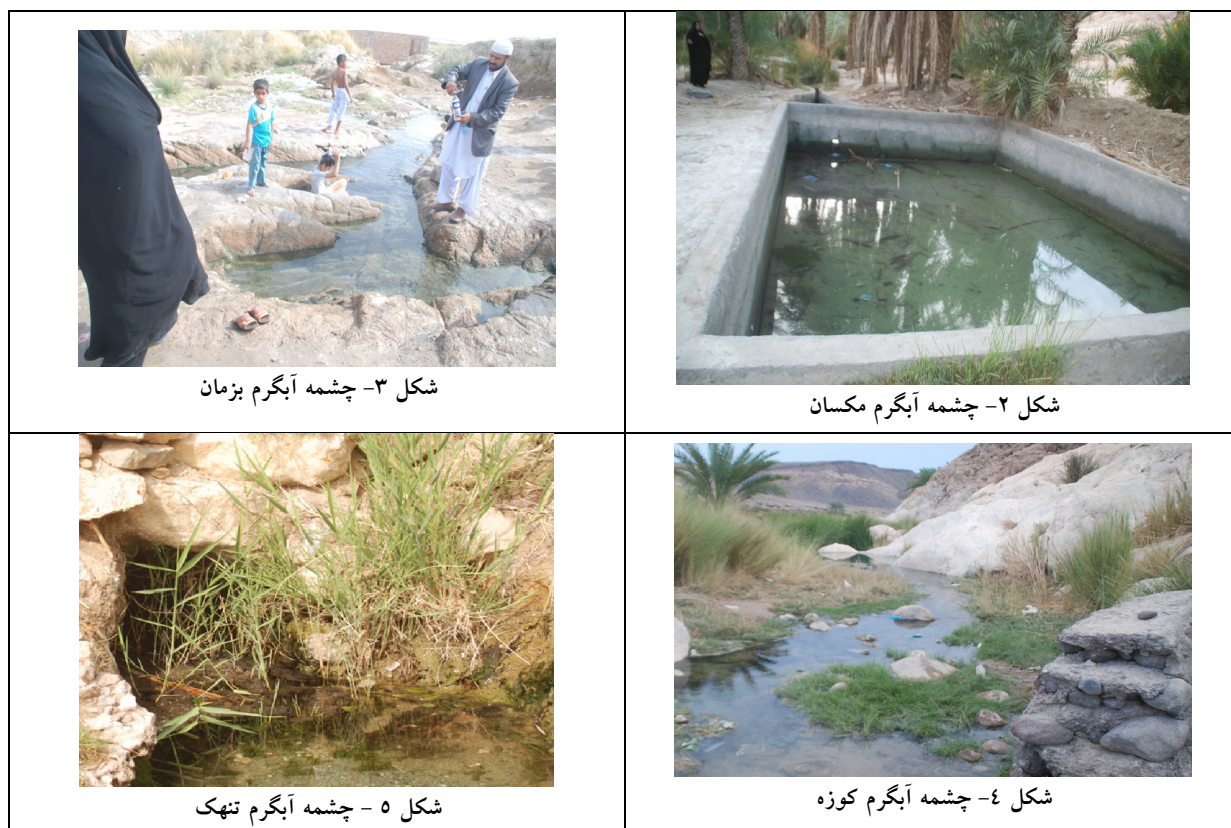 شکل ۲- چشمه آبگرم مکسان
شکل ۳- چشمه آبگرم بزمان
شکل ٤- چشمه آبگرم کوزه
شکل ٥ - چشمه آبگرم تنهک